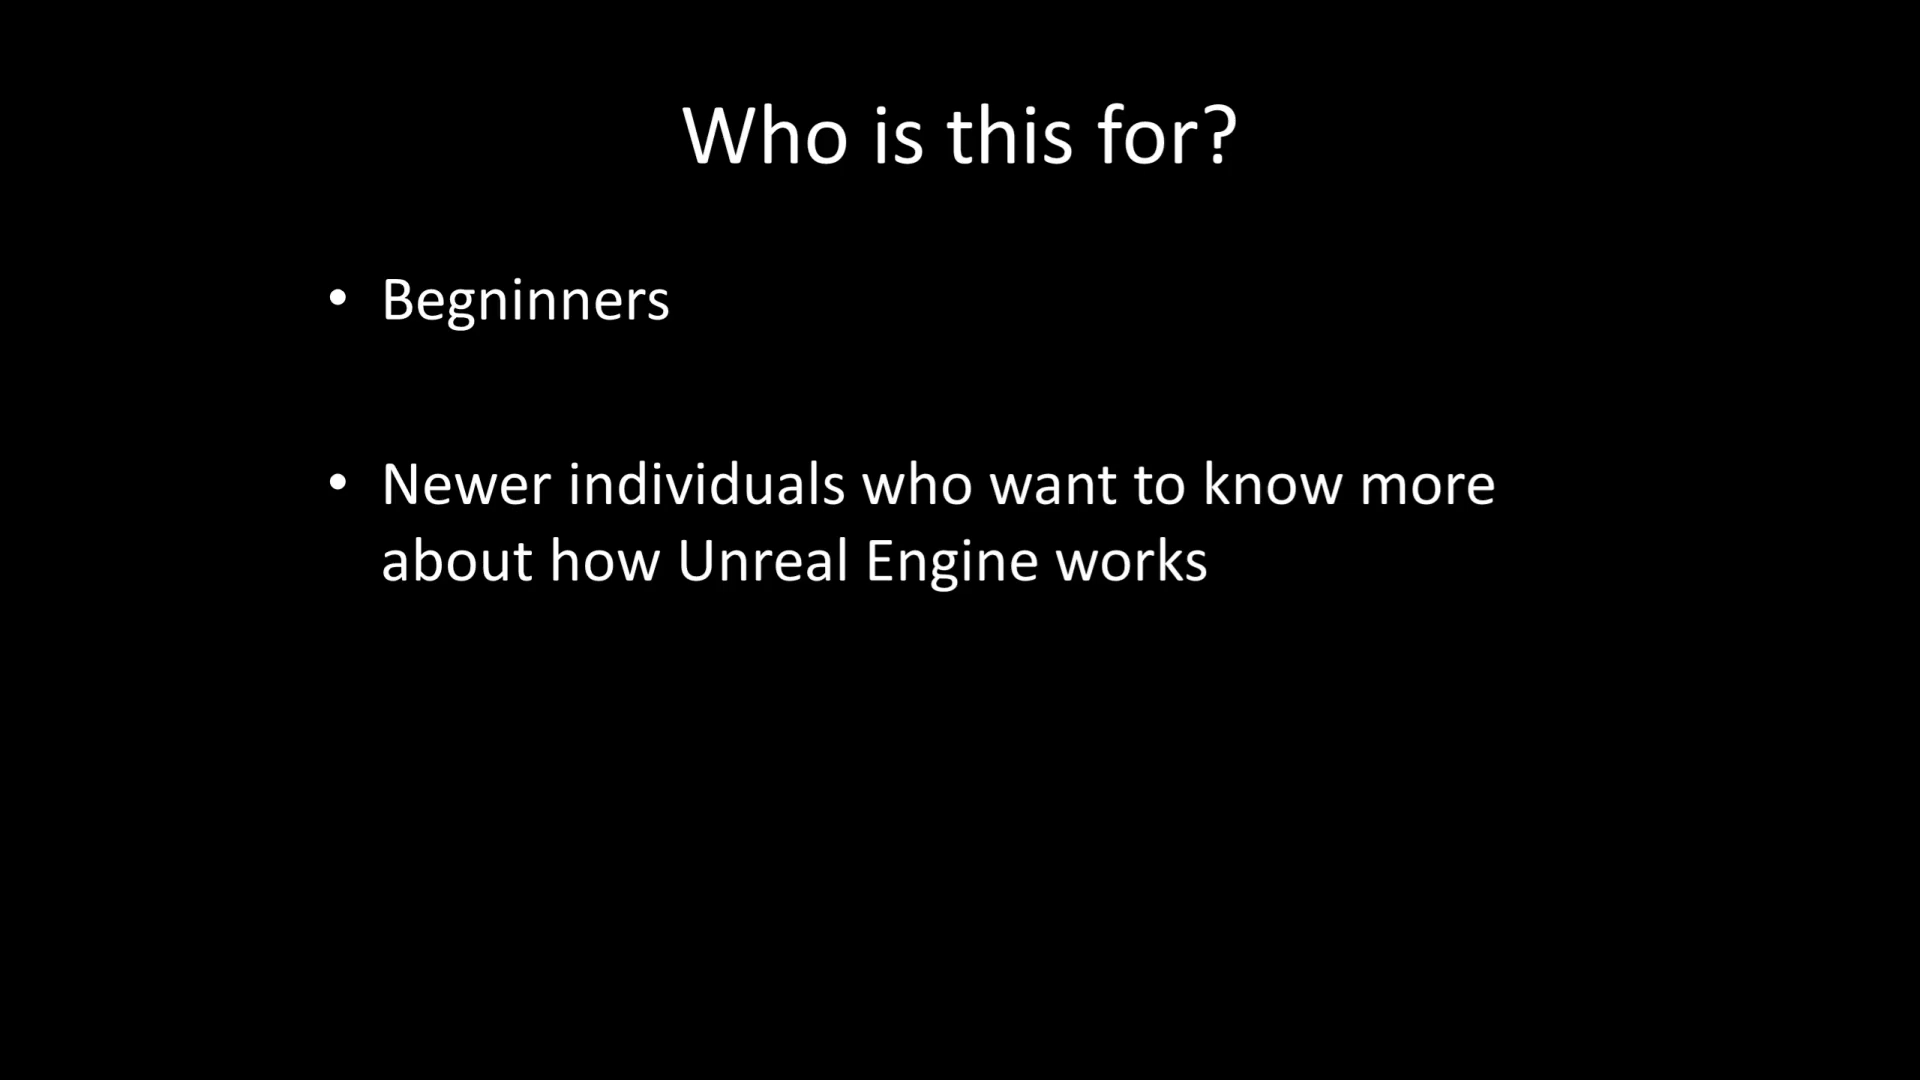 Who is this for?
• Begninners
• Newer individuals who want to know more
about how Unreal Engine works